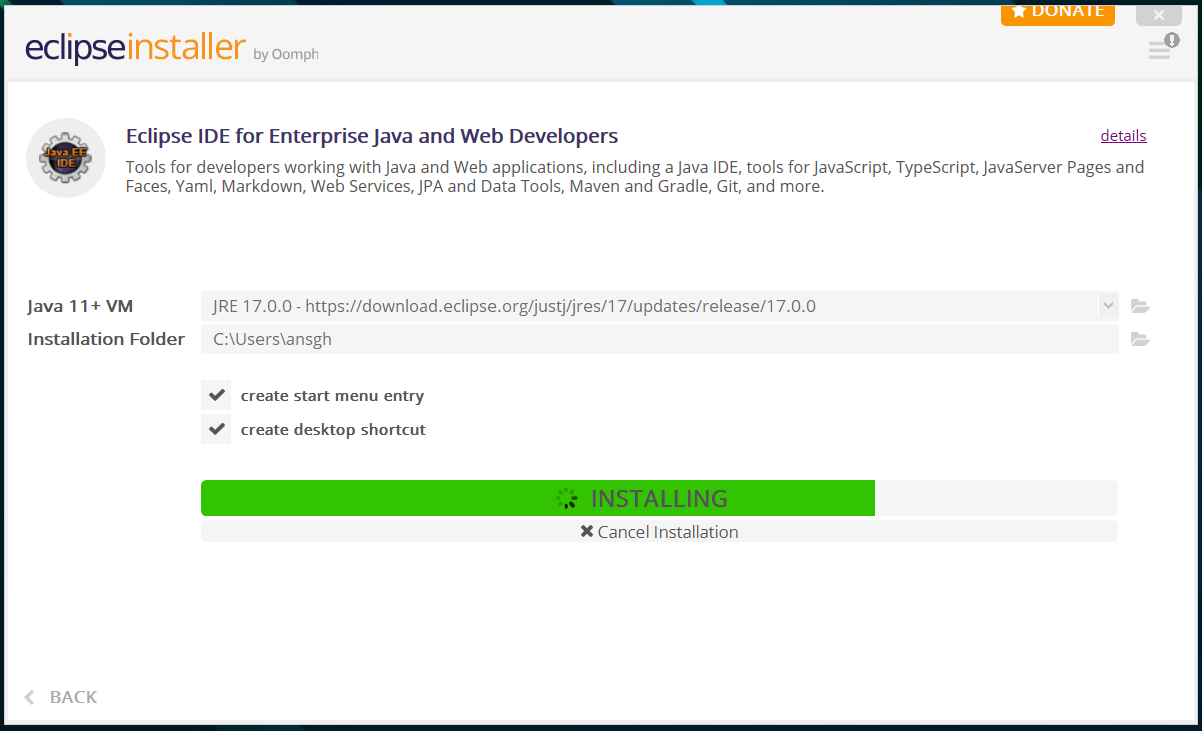 DONATE
eclipseinstaller by Oomph
Java EE
IDE
Eclipse IDE for Enterprise Java and Web Developers
details
Tools for developers working with Java and Web applications, including a Java IDE, tools for JavaScript, TypeScript, JavaServer Pages and
Faces, Yaml, Markdown, Web Services, JPA and Data Tools, Maven and Gradle, Git, and more.
Java 11+ VM
JRE 17.0.0 - https://download.eclipse.org/justj/jres/17/updates/release/17.0.0
Installation Folder
C:\Users\ansgh
create start menu entry
create desktop shortcut
INSTALLING
Cancel Installation
BACK